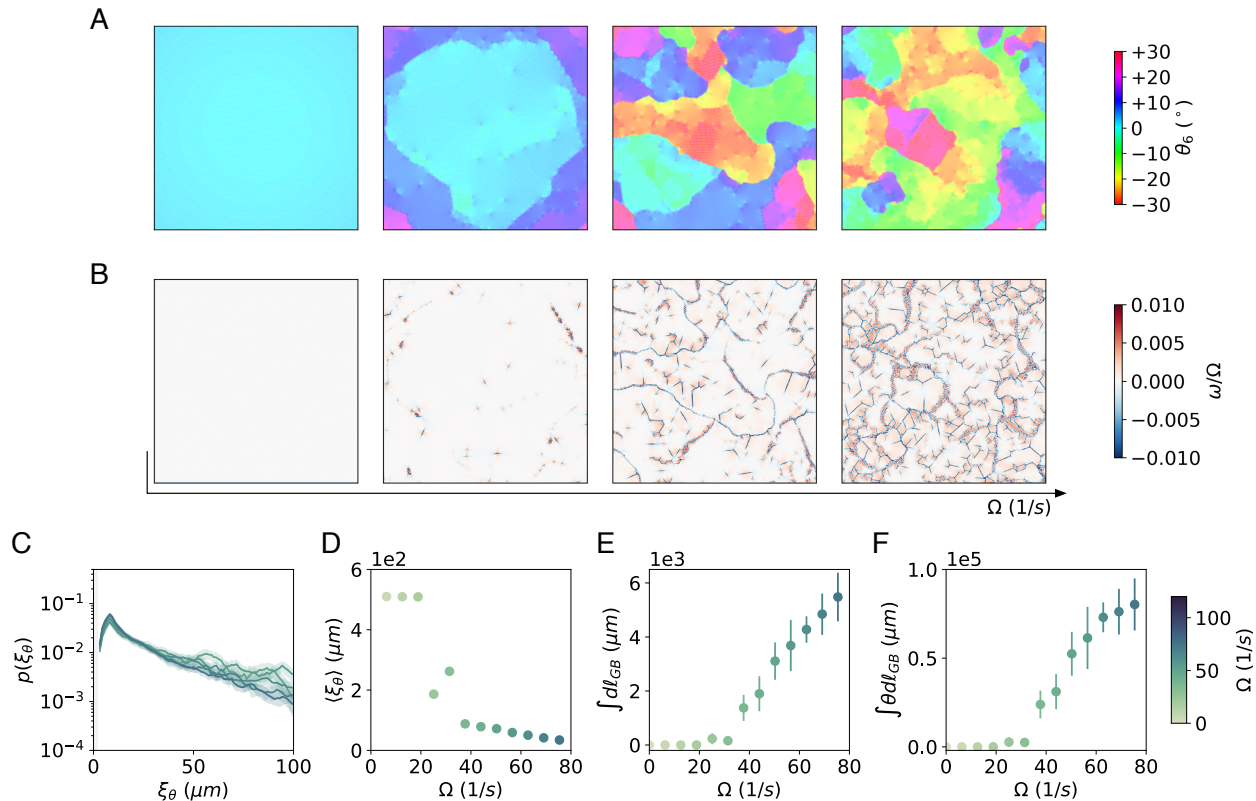 A
+30
+20
+10
0
−10
−20
−30
θ6 (°)
B
0.010
0.005
0.000
−0.005
−0.010
ω/Ω
Ω (1/s)
C
10−1
10−2
10−3
10−4
p(ξθ)
0
100
ξθ (μm)
D
1e2
6
4
2
0
⟨ξθ⟩ (μm)
0 20 40 60 80
Ω (1/s)
E
1e3
6
4
2
0
∫dℓGB (μm)
0 20 40 60 80
Ω (1/s)
F
1e5
1.0
0.5
0.0
∫θdℓGB (μm)
0 20 40 60 80
Ω (1/s)
100
50
0
Ω (1/s)